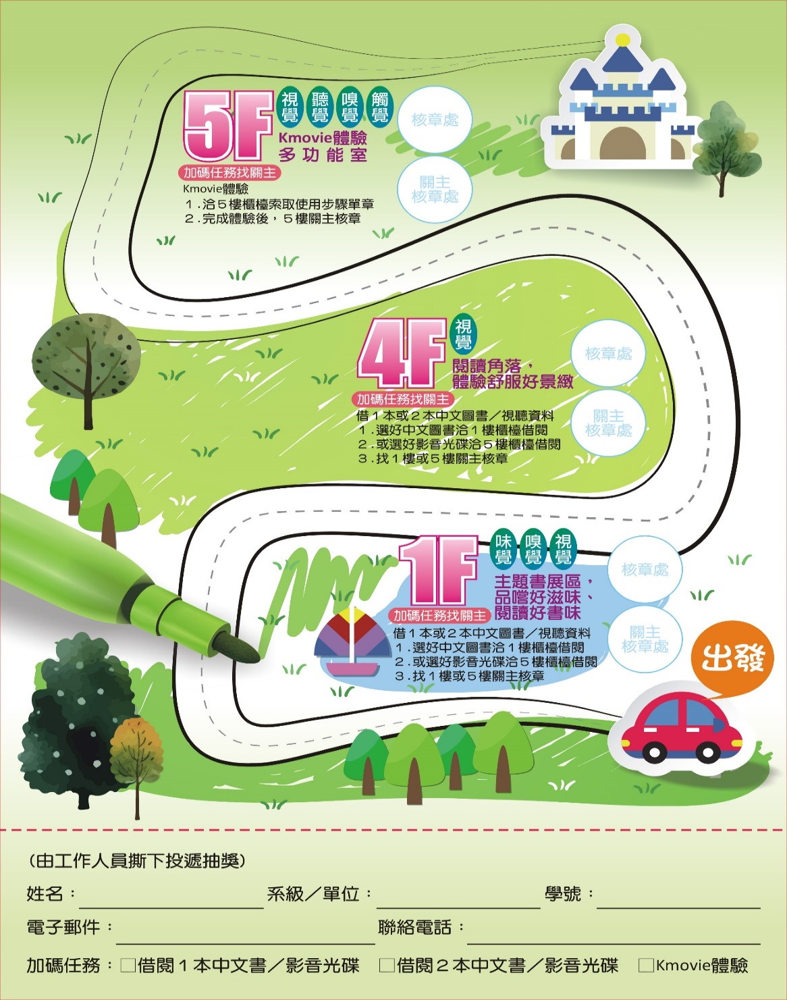 5F
視覺 聽覺 嗅覺 觸覺
Kmovie體驗
多功能室
核章處
加碼任務找關主
關主
核章處
Kmovie體驗
1.洽5樓櫃檯索取使用步驟單章
2.完成體驗後，5樓關主核章
4F
視覺
閱讀角落，
體驗舒服好景緻
核章處
加碼任務找關主
關主
核章處
借1本或2本中文圖書／視聽資料
1.選好中文圖書洽1樓櫃檯借閱
2.或選好影音光碟洽5樓櫃檯借閱
3.找1樓或5樓關主核章
1F
味覺 嗅覺 視覺
主題書展區，
品嚐好滋味、
閱讀好書味
核章處
加碼任務找關主
關主
核章處
借1本或2本中文圖書／視聽資料
1.選好中文圖書洽1樓櫃檯借閱
2.或選好影音光碟洽5樓櫃檯借閱
3.找1樓或5樓關主核章
出發
(由工作人員撕下投遞抽獎)
姓名： 系級／單位： 學號：
電子郵件： 聯絡電話：
加碼任務：□借閱1本中文書／影音光碟 □借閱2本中文書／影音光碟 □Kmovie體驗